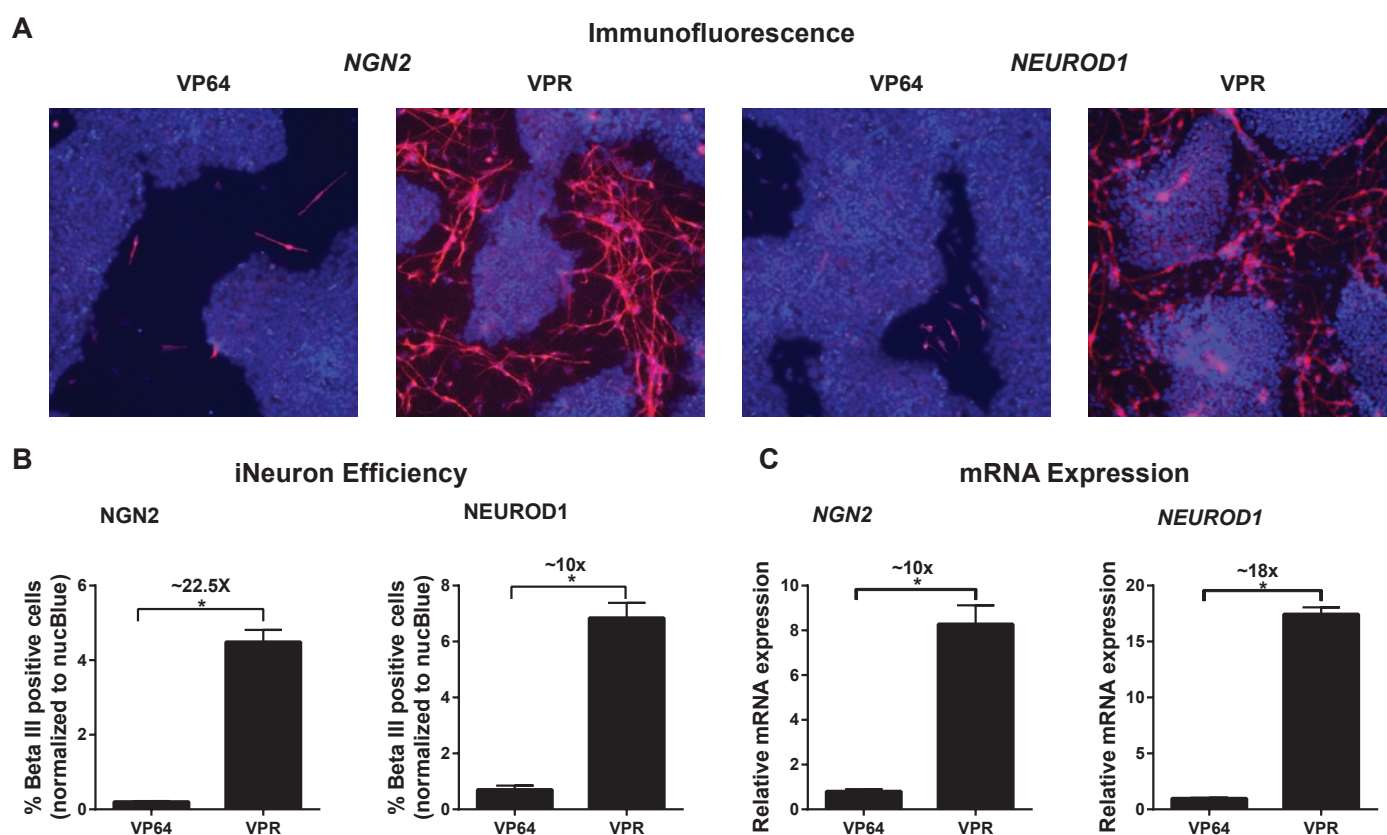 A
Immunofluorescence
NGN2
NEUROD1
VP64
VPR
VP64
VPR
B
iNeuron Efficiency
NGN2
% Beta III positive cells
(normalized to nucBlue)
6
4
2
0
~22.5X
*
VP64
VPR
NEUROD1
% Beta III positive cells
(normalized to nucBlue)
8
6
4
2
0
~10x
*
VP64
VPR
C
mRNA Expression
NGN2
Relative mRNA expression
10
8
6
4
2
0
~10x
*
VP64
VPR
NEUROD1
Relative mRNA expression
20
15
10
5
0
~18x
*
VP64
VPR